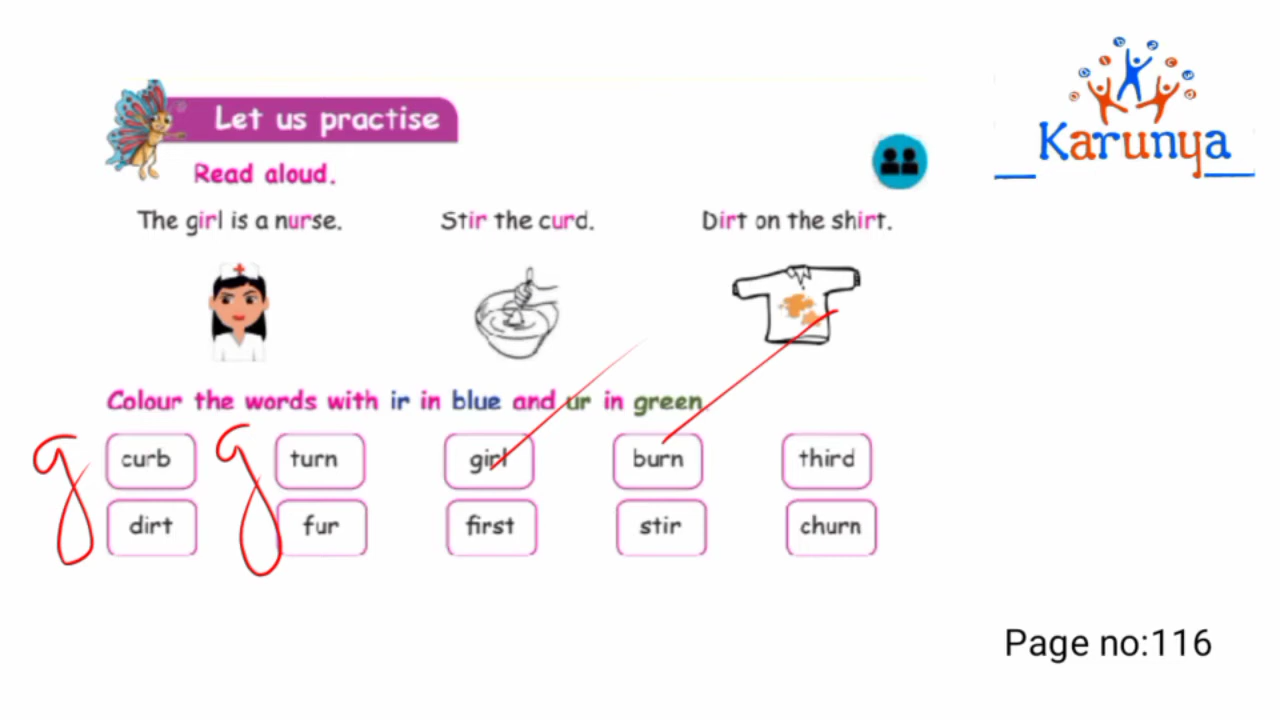 Let us practise
Karunya
Read aloud.
The girl is a nurse. Stir the curd. Dirt on the shirt.
Colour the words with ir in blue and ur in green.
g curb g turn girl burn third
dirt fur first stir churn
Page no:116